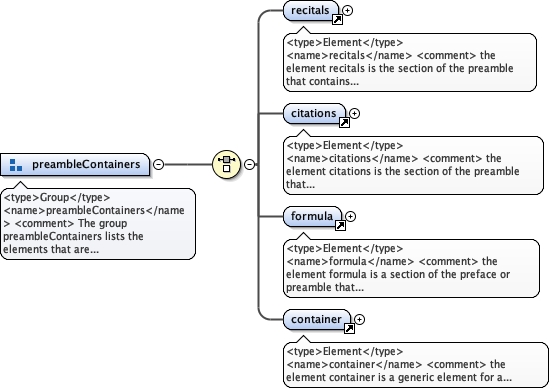 preambleContainers
<type>Group</type>
<name>preambleContainers</name
> <comment> The group
preambleContainers lists the
elements that are...
recitals
<type>Element</type>
<name>recitals</name> <comment> the
element recitals is the section of the preamble
that contains...
citations
<type>Element</type>
<name>citations</name> <comment> the
element citations is the section of the preamble
that...
formula
<type>Element</type>
<name>formula</name> <comment> the
element formula is a section of the preface or
preamble that...
container
<type>Element</type>
<name>container</name> <comment> the
element container is a generic element for a...